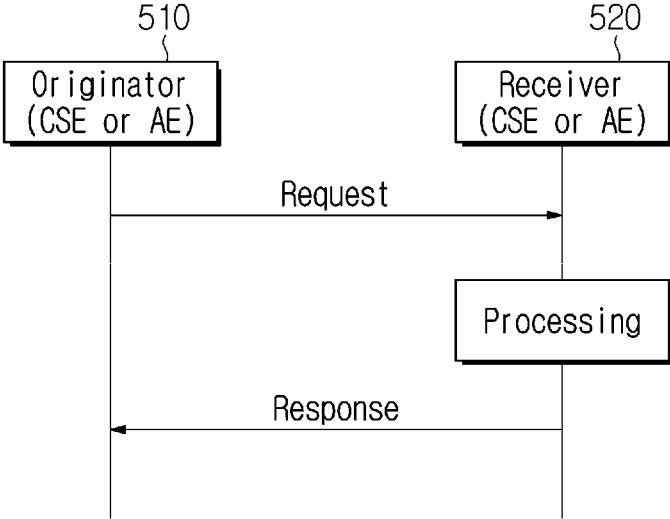 510
520
Originator
(CSE or AE)
Receiver
(CSE or AE)
Request
Processing
Response